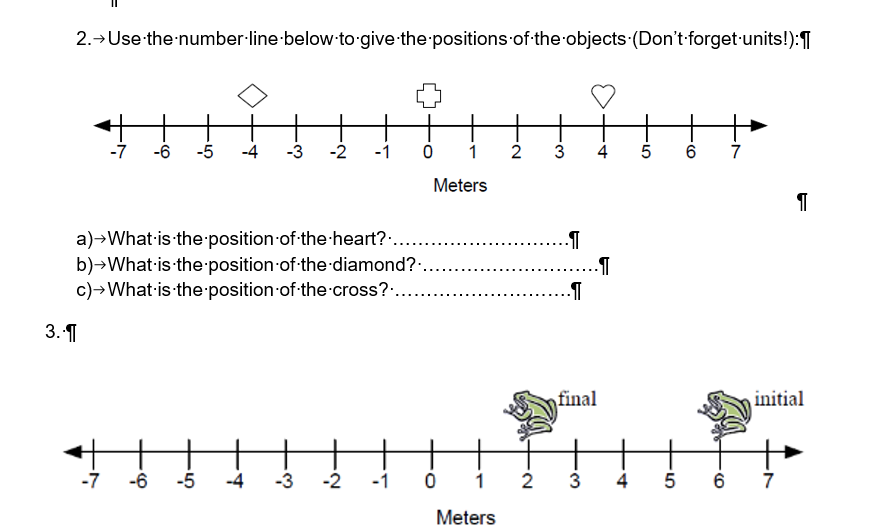 2.→Use·the·number·line·below·to·give·the·positions·of·the·objects·(Don't·forget·units!):¶
-7 -6 -5 -4 -3 -2 -1 0 1 2 3 4 5 6 7
Meters
¶
a)→What·is·the·position·of·the·heart?·............................¶
b)→What·is·the·position·of·the·diamond?·............................¶
c)→What·is·the·position·of·the·cross?·............................¶
3.·¶
final initial
-7 -6 -5 -4 -3 -2 -1 0 1 2 3 4 5 6 7
Meters